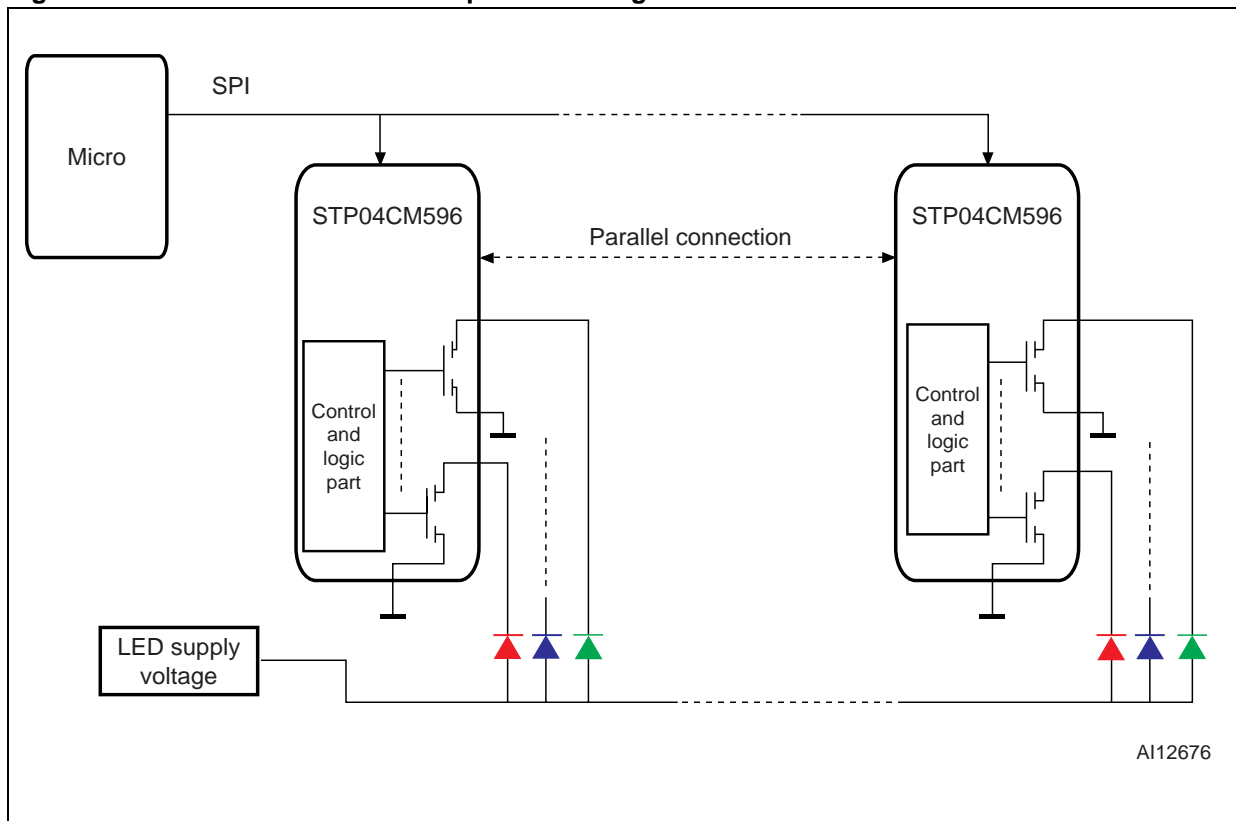 SPI
Micro
STP04CM596
STP04CM596
Parallel connection
Control
and
logic
part
Control
and
logic
part
LED supply
voltage
AI12676